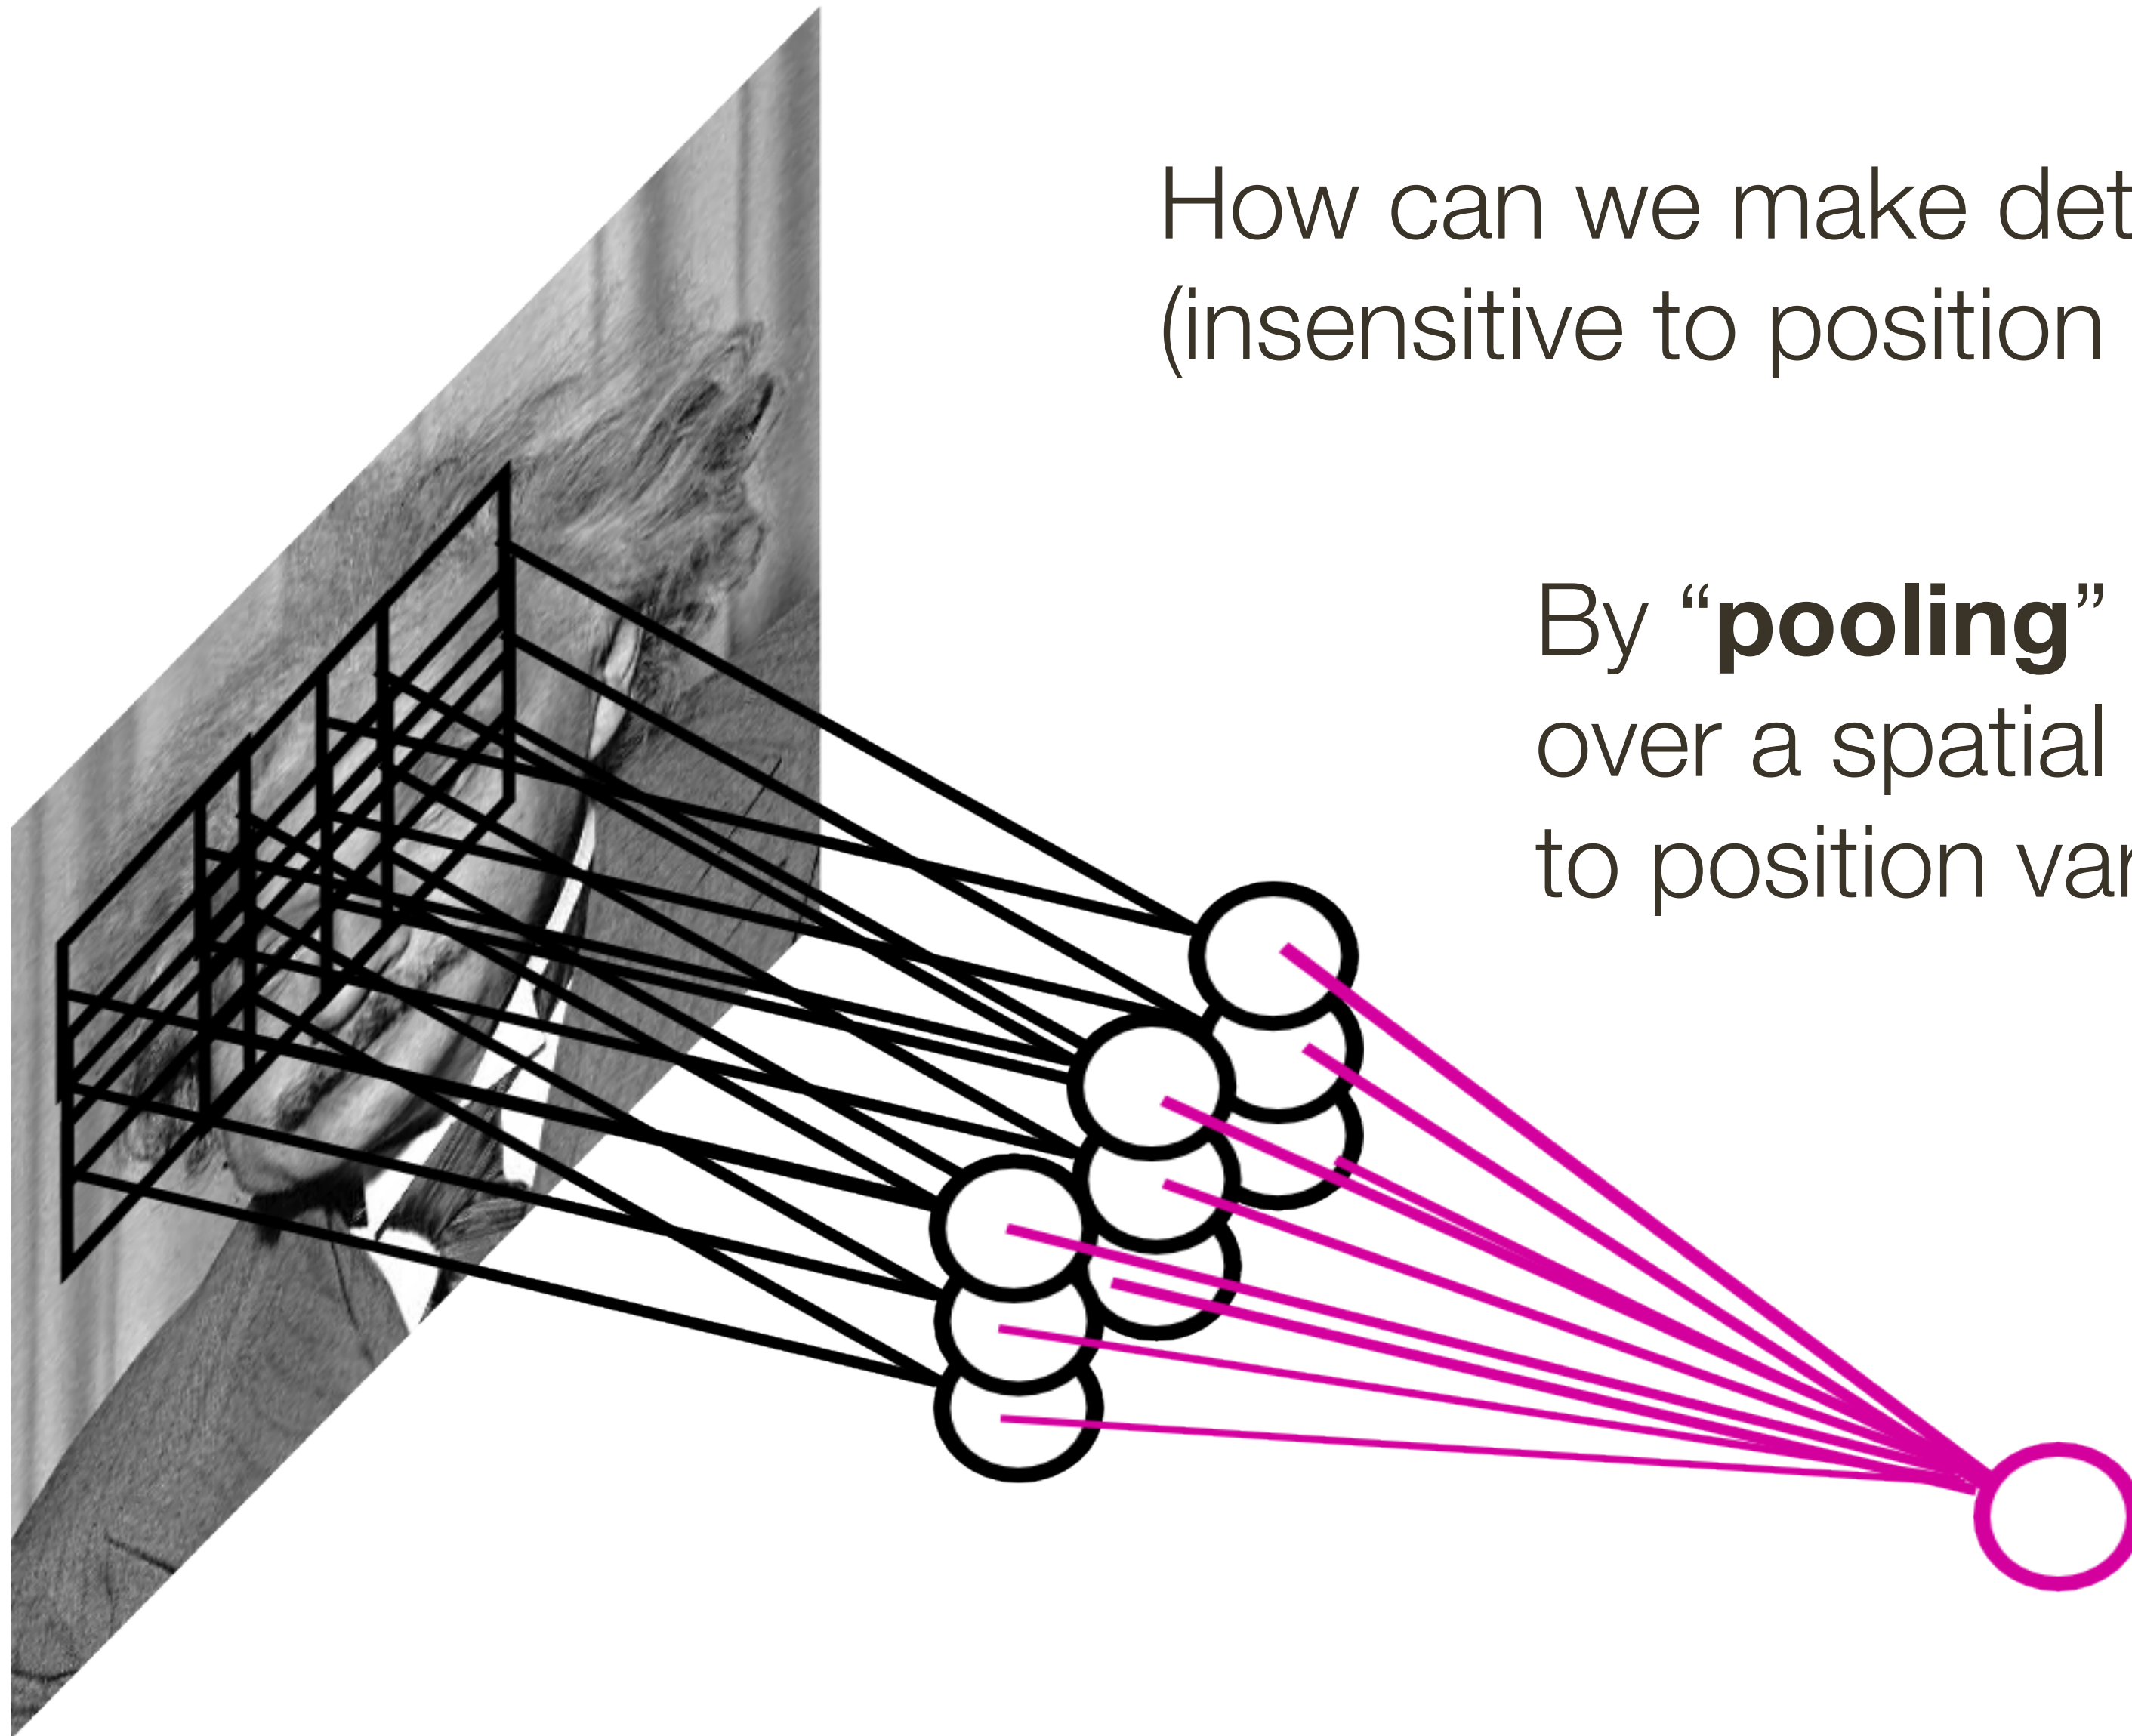 How can we make det
(insensitive to position
By “pooling”
over a spatial
to position var